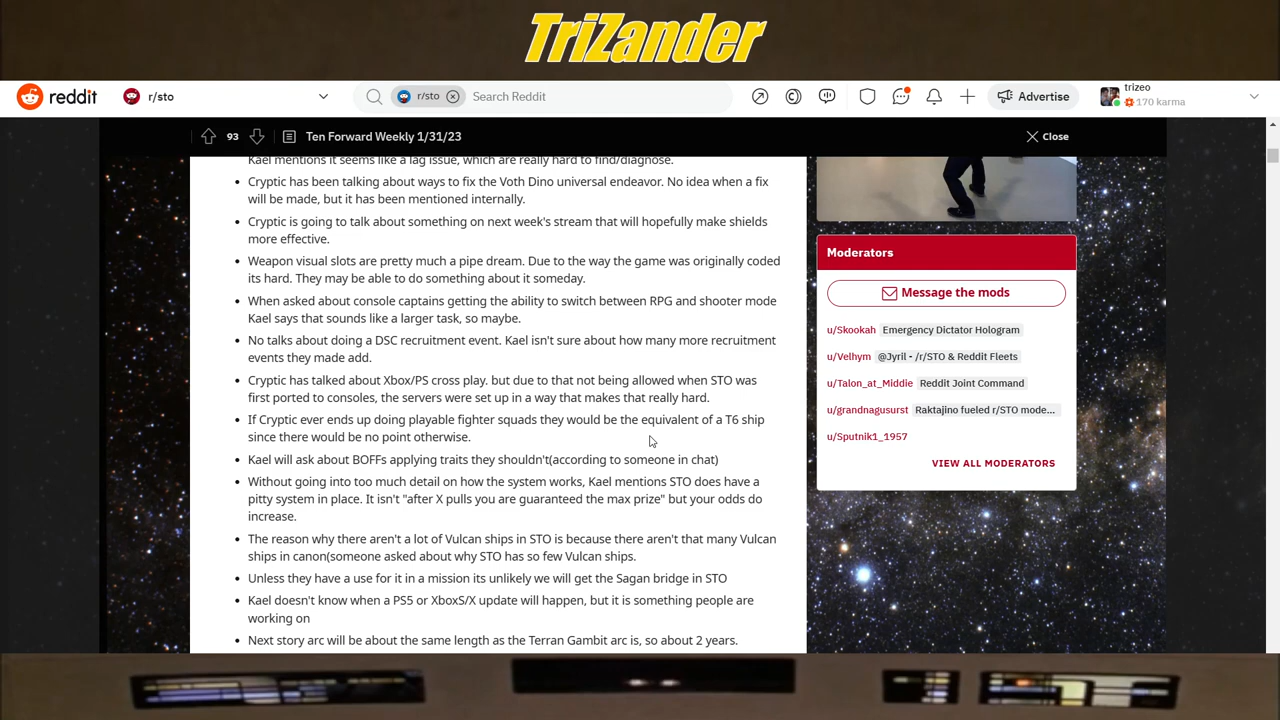 TriZander
reddit
r/sto
r/sto
Search Reddit
Advertise
trizeo
170 karma
93
Ten Forward Weekly 1/31/23
Close
Kael mentions it seems like a lag issue, which are really hard to find/diagnose.
Cryptic has been talking about ways to fix the Voth Dino universal endeavor. No idea when a fix
will be made, but it has been mentioned internally.
Cryptic is going to talk about something on next week's stream that will hopefully make shields
more effective.
Weapon visual slots are pretty much a pipe dream. Due to the way the game was originally coded
its hard. They may be able to do something about it someday.
When asked about console captains getting the ability to switch between RPG and shooter mode
Kael says that sounds like a larger task, so maybe.
No talks about doing a DSC recruitment event. Kael isn't sure about how many more recruitment
events they made add.
Cryptic has talked about Xbox/PS cross play. but due to that not being allowed when STO was
first ported to consoles, the servers were set up in a way that makes that really hard.
If Cryptic ever ends up doing playable fighter squads they would be the equivalent of a T6 ship
since there would be no point otherwise.
Kael will ask about BOFFs applying traits they shouldn't(according to someone in chat)
Without going into too much detail on how the system works, Kael mentions STO does have a
pitty system in place. It isn't "after X pulls you are guaranteed the max prize" but your odds do
increase.
The reason why there aren't a lot of Vulcan ships in STO is because there aren't that many Vulcan
ships in canon(someone asked about why STO has so few Vulcan ships.
Unless they have a use for it in a mission its unlikely we will get the Sagan bridge in STO
Kael doesn't know when a PS5 or XboxS/X update will happen, but it is something people are
working on
Next story arc will be about the same length as the Terran Gambit arc is, so about 2 years.
Moderators
Message the mods
u/Skookah Emergency Dictator Hologram
u/Velhym @Jyril - /r/STO & Reddit Fleets
u/Talon_at_Middie Reddit Joint Command
u/grandnagusurst Raktajino fueled r/STO mode...
u/Sputnik1_1957
VIEW ALL MODERATORS